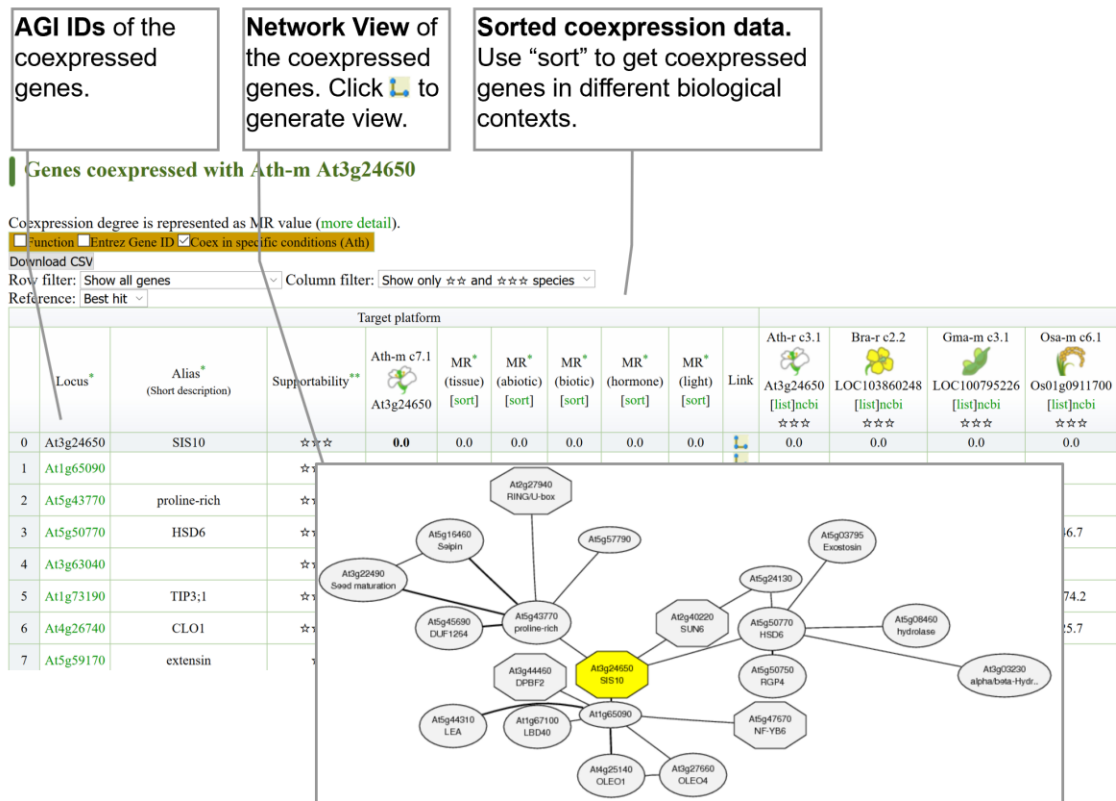 AGI IDs of the
coexpressed
genes.
Network View of
the coexpressed
genes. Click to
generate view.
Sorted coexpression data.
Use “sort” to get coexpressed
genes in different biological
contexts.
Genes coexpressed with Ath-m At3g24650
Coexpression degree is represented as MR value (more detail).
Function Entrez Gene ID Coex in specific conditions (Ath)
Download CSV
Row filter: Show all genes Column filter: Show only ☆☆ and ☆☆☆ species
Reference: Best hit
Target platform
Locus* Alias* (Short description) Supportability** Ath-m c7.1 At3g24650 MR* (tissue) [sort] MR* (abiotic) [sort] MR* (biotic) [sort] MR* (hormone) [sort] MR* (light) [sort] Link Ath-r c3.1 At3g24650 [list]ncbi ☆☆☆ Bra-r c2.2 LOC103860248 [list]ncbi ☆☆☆ Gma-m c3.1 LOC100795226 [list]ncbi ☆☆☆ Osa-m c6.1 Os01g0911700 [list]ncbi ☆☆☆
0 At3g24650 SIS10 ☆☆☆ 0.0 0.0 0.0 0.0 0.0 0.0 0.0 0.0 0.0 0.0
1 At1g65090
2 At5g43770 proline-rich
3 At5g50770 HSD6
4 At3g63040
5 At1g73190 TIP3;1
6 At4g26740 CLO1
7 At5g59170 extensin
At2g27940
RING/U-box
At5g16460
Seipin
At5g57790
At5g03795
Exostosin
At3g22490
Seed maturation
At5g24130
At5g45690
DUF1264
At5g43770
proline-rich
At2g40220
SUN6
At5g50770
HSD6
At5g08460
hydrolase
At3g44460
DPBF2
At3g24650
SIS10
At5g50750
RGP4
At3g03230
alpha/beta-Hydr..
At5g44310
LEA
At1g67100
LBD40
At1g65090
At5g47670
NF-YB6
At4g25140
OLEO1
At3g27660
OLEO4